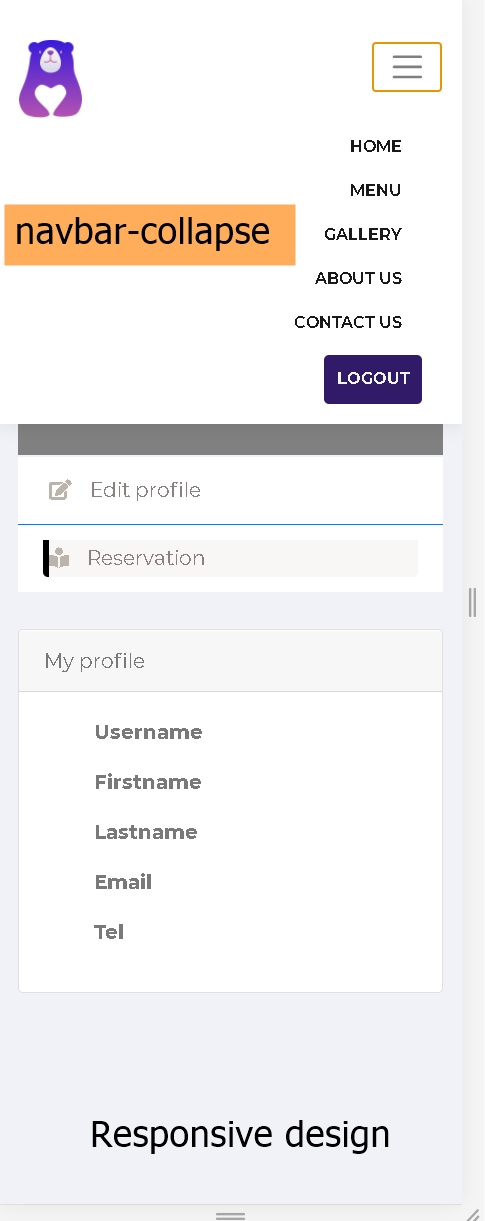 HOME
MENU
navbar-collapse
GALLERY
ABOUT US
CONTACT US
LOGOUT
Edit profile
Reservation
My profile
Username
Firstname
Lastname
Email
Tel
Responsive design